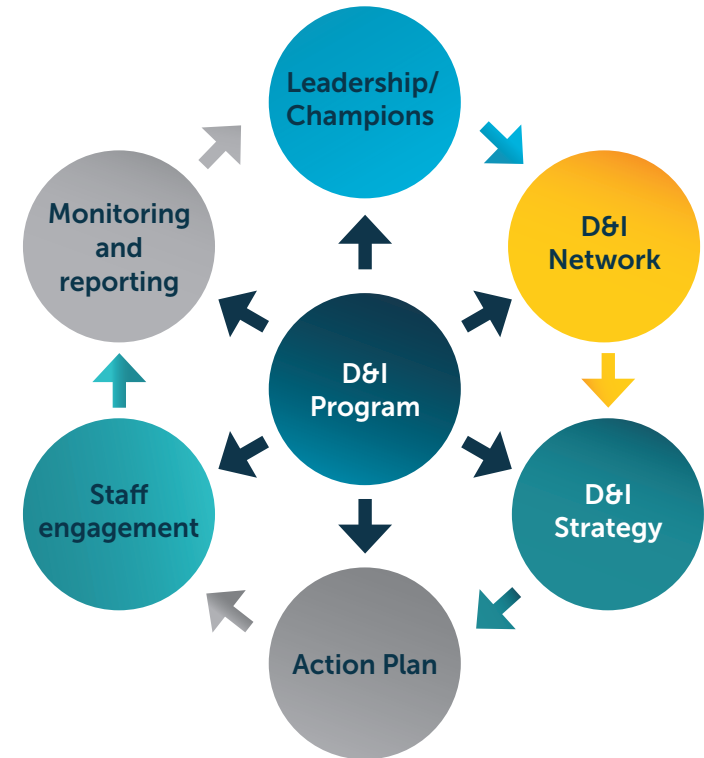 Leadership/
Champions
D&I
Network
D&I
Strategy
Action Plan
Staff
engagement
Monitoring
and
reporting
D&I
Program